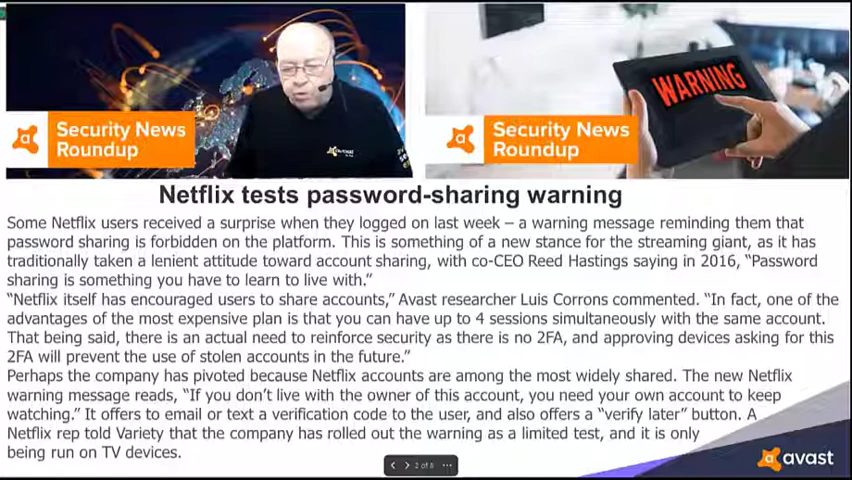 Security News
Roundup
Security News
Roundup
WARNING
Netflix tests password-sharing warning
Some Netflix users received a surprise when they logged on last week – a warning message reminding them that
password sharing is forbidden on the platform. This is something of a new stance for the streaming giant, as it has
traditionally taken a lenient attitude toward account sharing, with co-CEO Reed Hastings saying in 2016, “Password
sharing is something you have to learn to live with.”
“Netflix itself has encouraged users to share accounts,” Avast researcher Luis Corrons commented. “In fact, one of the
advantages of the most expensive plan is that you can have up to 4 sessions simultaneously with the same account.
That being said, there is an actual need to reinforce security as there is no 2FA, and approving devices asking for this
2FA will prevent the use of stolen accounts in the future.”
Perhaps the company has pivoted because Netflix accounts are among the most widely shared. The new Netflix
warning message reads, “If you don’t live with the owner of this account, you need your own account to keep
watching.” It offers to email or text a verification code to the user, and also offers a “verify later” button. A
Netflix rep told Variety that the company has rolled out the warning as a limited test, and it is only
being run on TV devices.
2 of 8
avast